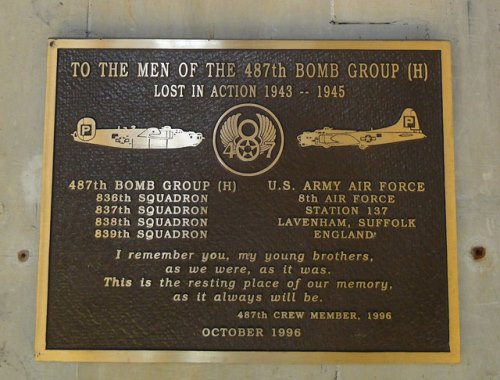 TO THE MEN OF THE 487th BOMB GROUP (H)
LOST IN ACTION 1943 -- 1945
P
487
P
487th BOMB GROUP (H)
836th SQUADRON
837th SQUADRON
838th SQUADRON
839th SQUADRON
U.S. ARMY AIR FORCE
8th AIR FORCE
STATION 137
LAVENHAM, SUFFOLK
ENGLAND
I remember you, my young brothers,
as we were, as it was.
This is the resting place of our memory,
as it always will be.
487th CREW MEMBER, 1996
OCTOBER 1996